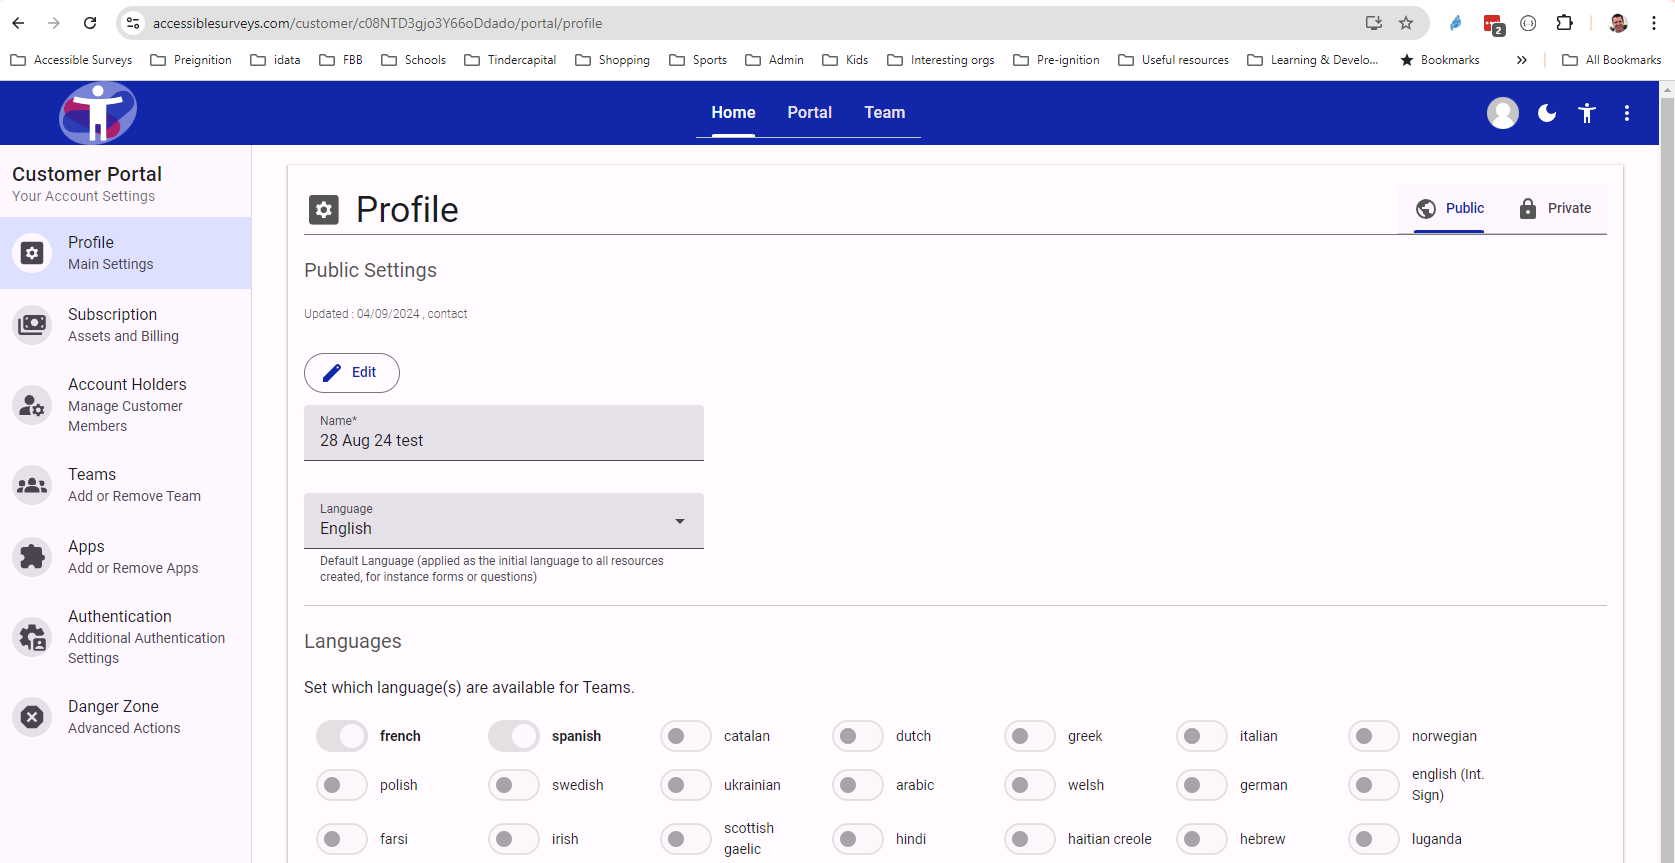 accessiblesurveys.com/customer/c08NTD3gjo3Y66oDdado/portal/profile
2
Accessible Surveys
Preignition
idata
FBB
Schools
Tindercapital
Shopping
Sports
Admin
Kids
Interesting orgs
Pre-ignition
Useful resources
Learning & Develo...
Bookmarks
»
All Bookmarks
Home
Portal
Team
Customer Portal
Your Account Settings
Profile
Main Settings
Subscription
Assets and Billing
Account Holders
Manage Customer
Members
Teams
Add or Remove Team
Apps
Add or Remove Apps
Authentication
Additional Authentication
Settings
Danger Zone
Advanced Actions
Profile
Public
Private
Public Settings
Updated : 04/09/2024 , contact
Edit
Name*
28 Aug 24 test
Language
English
Default Language (applied as the initial language to all resources
created, for instance forms or questions)
Languages
Set which language(s) are available for Teams.
french
spanish
catalan
dutch
greek
italian
norwegian
polish
swedish
ukrainian
arabic
welsh
german
english (Int.
Sign)
farsi
irish
scottish
gaelic
hindi
haitian creole
hebrew
luganda